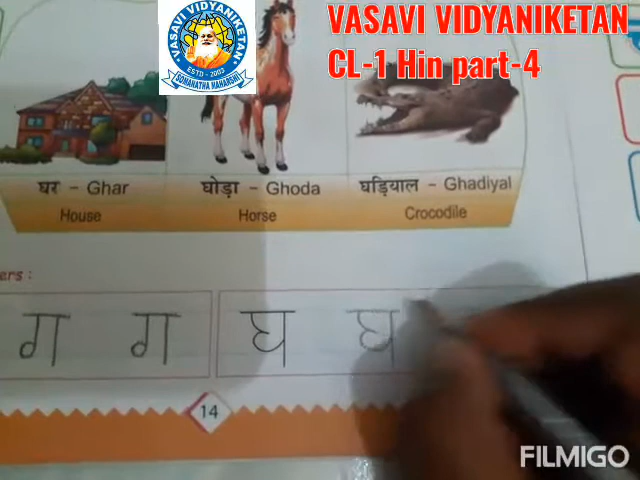 VASAVI VIDYANIKETAN
CL-1 Hin part-4
VASAVI VIDYANIKETAN
ESTD - 2003
घर – Ghar
House
घोड़ा – Ghoda
Horse
घड़ियाल – Ghadiyal
Crocodile
ers :
ग ग घ घ
14
FILMIGO